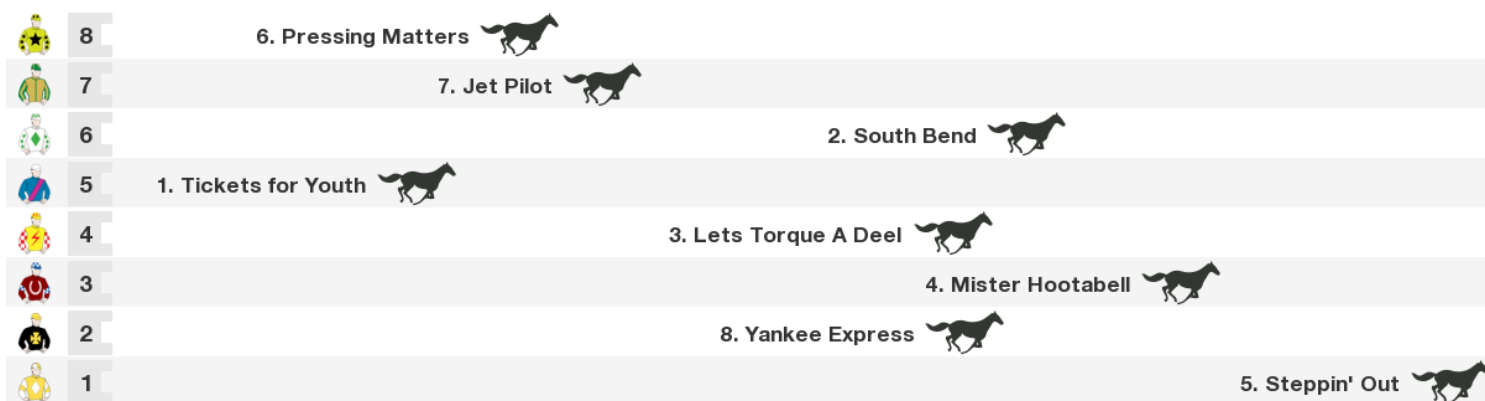 8 6. Pressing Matters
7 7. Jet Pilot
6 2. South Bend
5 1. Tickets for Youth
4 3. Lets Torque A Deel
3 4. Mister Hootabell
2 8. Yankee Express
1 5. Steppin' Out